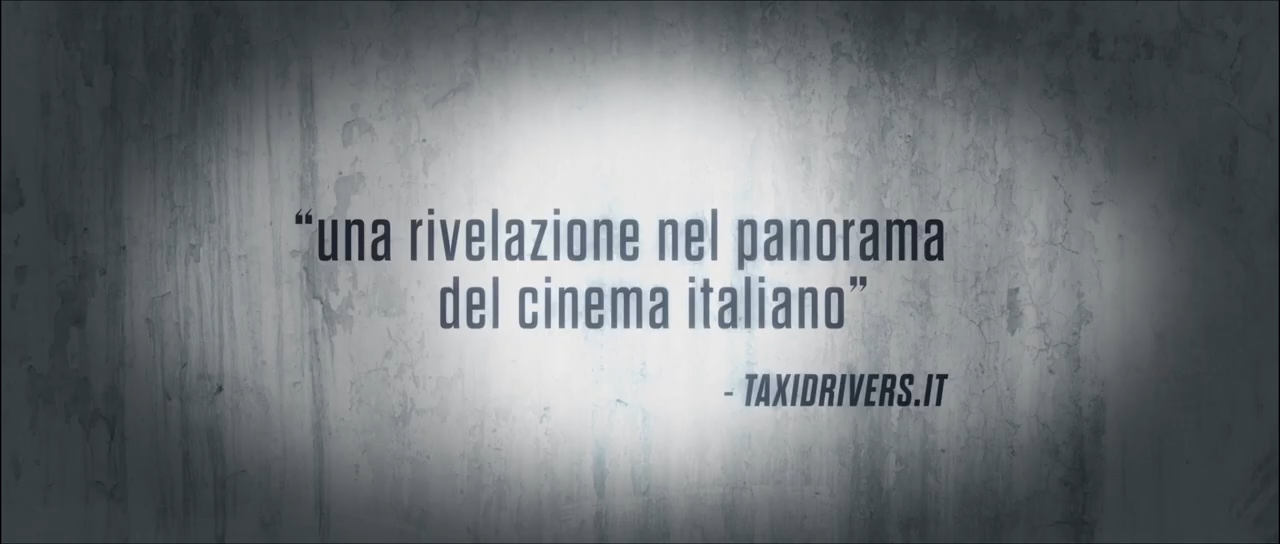 “una rivelazione nel panorama
del cinema italiano”
- TAXIDRIVERS.IT